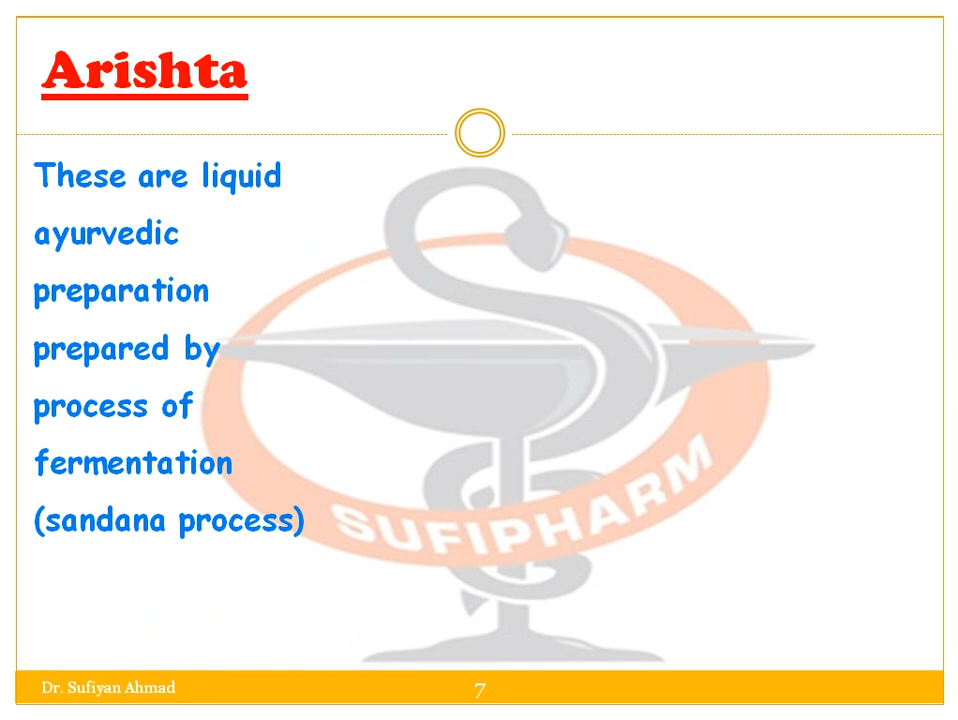 Arishta
These are liquid
ayurvedic
preparation
prepared by
process of
fermentation
(sandana process)
SUFIPHARM
Dr. Sufiyan Ahmad
7